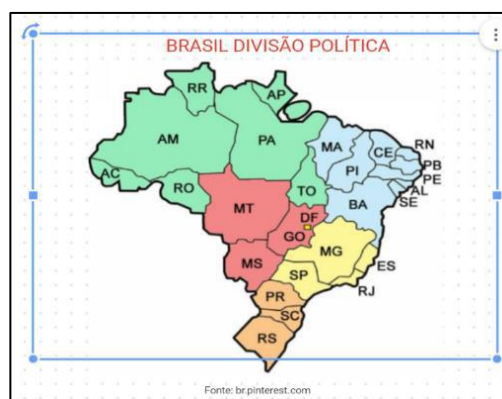 BRASIL DIVISÃO POLÍTICA
RR
AP
AM
PA
MA
CE
RN
PB
PE
AL
SE
PI
AC
RO
TO
BA
MT
DF
GO
MG
MS
ES
SP
RJ
PR
SC
RS
Fonte: br.pinterest.com